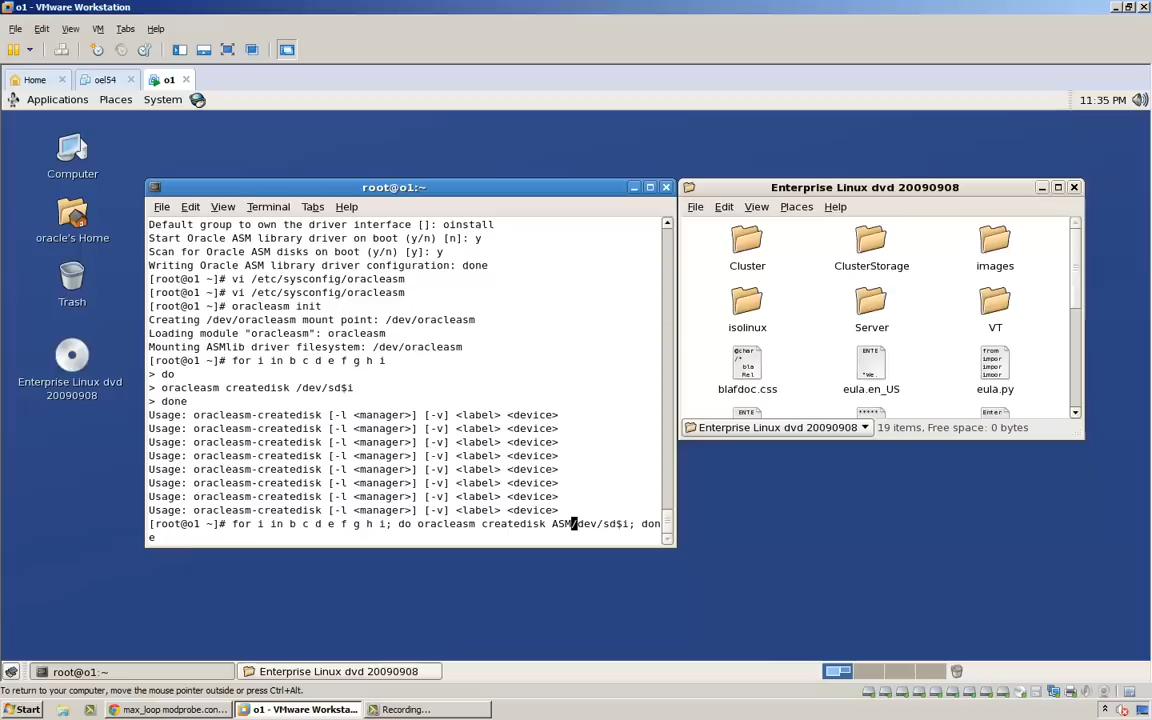 o1 - VMware Workstation
File Edit View VM Tabs Help
Home oel54 o1
Applications Places System 11:35 PM
Computer
oracle's Home
Trash
Enterprise Linux dvd 20090908
root@o1:~
File Edit View Terminal Tabs Help
Default group to own the driver interface []: oinstall
Start Oracle ASM library driver on boot (y/n) [n]: y
Scan for Oracle ASM disks on boot (y/n) [y]: y
Writing Oracle ASM library driver configuration: done
[root@o1 ~]# vi /etc/sysconfig/oracleasm
[root@o1 ~]# vi /etc/sysconfig/oracleasm
[root@o1 ~]# oracleasm init
Creating /dev/oracleasm mount point: /dev/oracleasm
Loading module "oracleasm": oracleasm
Mounting ASMlib driver filesystem: /dev/oracleasm
[root@o1 ~]# for i in b c d e f g h i
> do
> oracleasm createdisk /dev/sd$i
> done
Usage: oracleasm-createdisk [-l <manager>] [-v] <label> <device>
Usage: oracleasm-createdisk [-l <manager>] [-v] <label> <device>
Usage: oracleasm-createdisk [-l <manager>] [-v] <label> <device>
Usage: oracleasm-createdisk [-l <manager>] [-v] <label> <device>
Usage: oracleasm-createdisk [-l <manager>] [-v] <label> <device>
Usage: oracleasm-createdisk [-l <manager>] [-v] <label> <device>
Usage: oracleasm-createdisk [-l <manager>] [-v] <label> <device>
Usage: oracleasm-createdisk [-l <manager>] [-v] <label> <device>
[root@o1 ~]# for i in b c d e f g h i; do oracleasm createdisk ASM/dev/sd$i; don
e
Enterprise Linux dvd 20090908
File Edit View Places Help
Cluster ClusterStorage images
isolinux Server VT
blafdoc.css eula.en_US eula.py
Enterprise Linux dvd 20090908 19 items, Free space: 0 bytes
root@o1:~ Enterprise Linux dvd 20090908
To return to your computer, move the mouse pointer outside or press Ctrl+Alt.
Start max_loop modprobe.con... o1 - VMware Worksta... Recording...